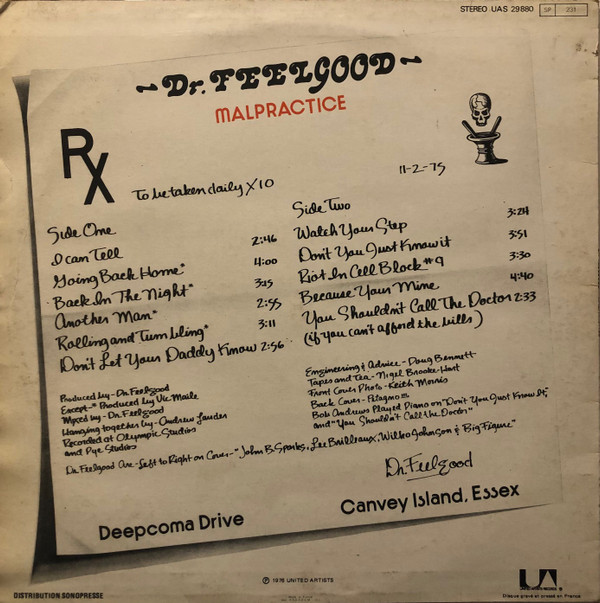 STEREO UAS 29880 SP 231
~Dr. FEELGOOD~
MALPRACTICE
RX
To be taken daily X 10
11-2-75
Side One
I can Tell 2:46
Going Back Home* 4:00
Back In The Night* 3:15
Another Man* 2:55
Rolling and Tumbling* 3:11
Don't Let Your Daddy Know 2:56
Side Two
Watch Your Step 3:24
Don't You Just Know it 3:51
Riot In Cell Block #9 3:30
Because Your Mine 4:40
You Shouldn't Call The Doctor 2:33
(if you can't afford the bills)
Produced by - Dr. Feelgood
Except-* Produced by Vic Maile
Mixed by - Dr. Feelgood
Hanging together by - Andrew Lauder
Recorded at Olympic Studios
and Pye Studios
Engineering & Advice - Doug Bennett
Tapes and Tea - Nigel Brooke-Hart
Front Cover Photo - Keith Morris
Back Cover - Pelagnos
Bob Andrews Played Piano on "Don't You Just Know It",
and "You Shouldn't Call the Doctor"
Dr. Feelgood Are - Left to Right on Cover - "John B. Sparks, Lee Brilleaux, Wilko Johnson & Big Figure"
Dr. Feelgood
Deepcoma Drive
Canvey Island, Essex
℗ 1975 UNITED ARTISTS
UA
DISTRIBUTION SONOPRESSE
Disque gravé et pressé en France